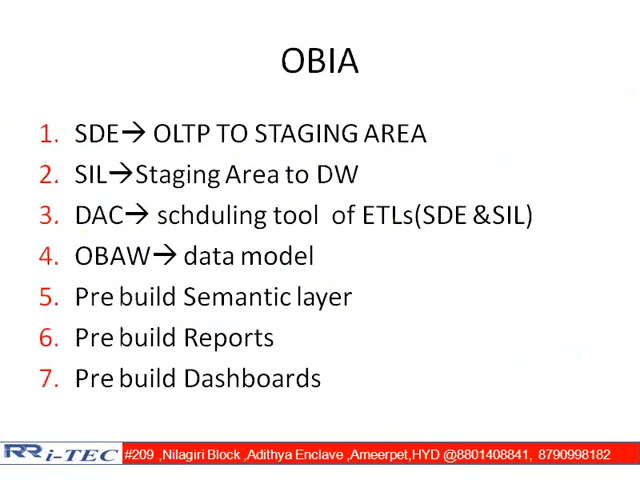 OBIA
1. SDE→ OLTP TO STAGING AREA
2. SIL→Staging Area to DW
3. DAC→ schduling tool of ETLs(SDE &SIL)
4. OBAW→ data model
5. Pre build Semantic layer
6. Pre build Reports
7. Pre build Dashboards
RR i-TEC #209 ,Nilagiri Block ,Adithya Enclave ,Ameerpet,HYD @8801408841, 8790998182